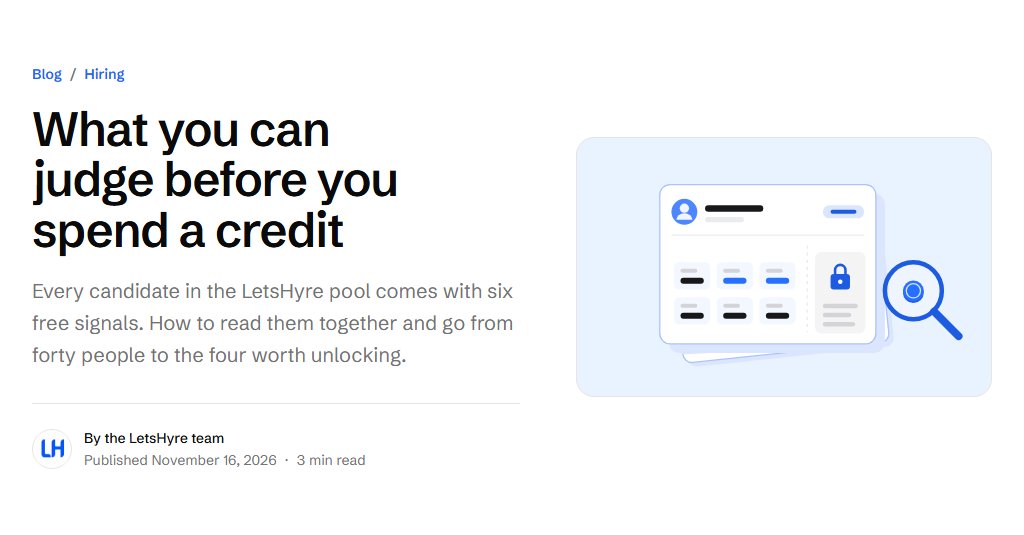 Blog / Hiring
What you can
judge before you
spend a credit
Every candidate in the LetsHyre pool comes with six
free signals. How to read them together and go from
forty people to the four worth unlocking.
LH
By the LetsHyre team
Published November 16, 2026 · 3 min read